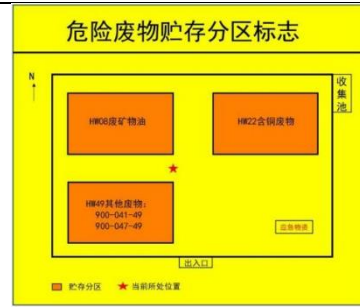 危险废物贮存分区标志
N
收集池
HW08废矿物油
HW22含铜废物
HW49其他废物：
900-041-49
900-047-49
应急物资
出入口
贮存分区
当前所处位置